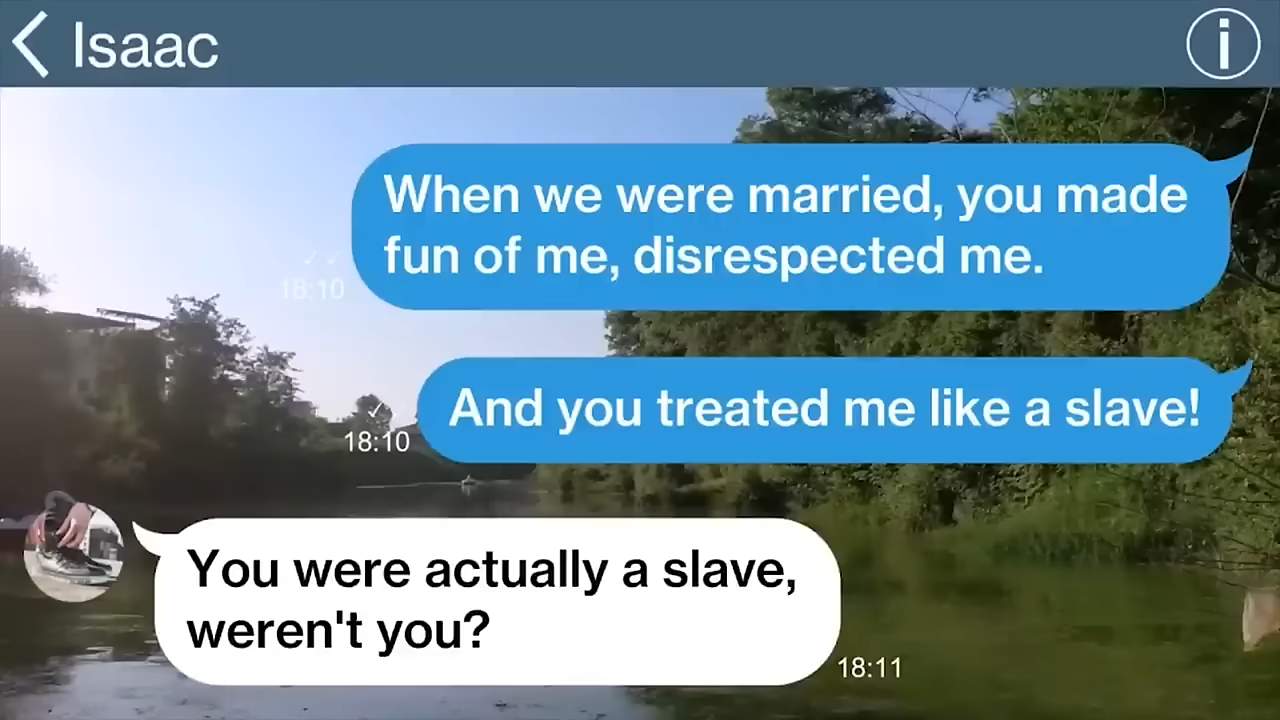 Isaac
i
When we were married, you made
fun of me, disrespected me.
18:10
And you treated me like a slave!
18:10
You were actually a slave,
weren't you?
18:11